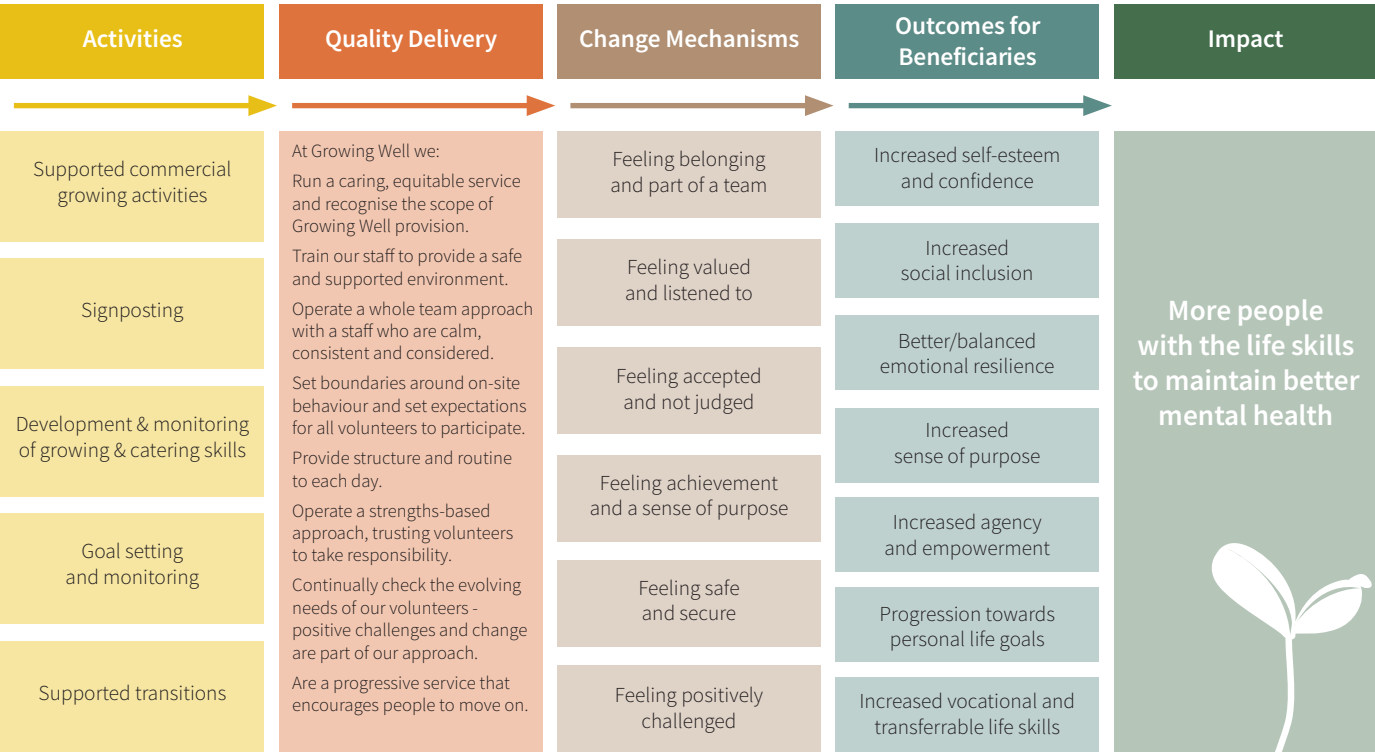 Activities
Supported commercial
growing activities
Signposting
Development & monitoring
of growing & catering skills
Goal setting
and monitoring
Supported transitions
Quality Delivery
At Growing Well we:
Run a caring, equitable service
and recognise the scope of
Growing Well provision.
Train our staff to provide a safe
and supported environment.
Operate a whole team approach
with a staff who are calm,
consistent and considered.
Set boundaries around on-site
behaviour and set expectations
for all volunteers to participate.
Provide structure and routine
to each day.
Operate a strengths-based
approach, trusting volunteers
to take responsibility.
Continually check the evolving
needs of our volunteers -
positive challenges and change
are part of our approach.
Are a progressive service that
encourages people to move on.
Change Mechanisms
Feeling belonging
and part of a team
Feeling valued
and listened to
Feeling accepted
and not judged
Feeling achievement
and a sense of purpose
Feeling safe
and secure
Feeling positively
challenged
Outcomes for
Beneficiaries
Increased self-esteem
and confidence
Increased
social inclusion
Better/balanced
emotional resilience
Increased
sense of purpose
Increased agency
and empowerment
Progression towards
personal life goals
Increased vocational and
transferrable life skills
Impact
More people
with the life skills
to maintain better
mental health